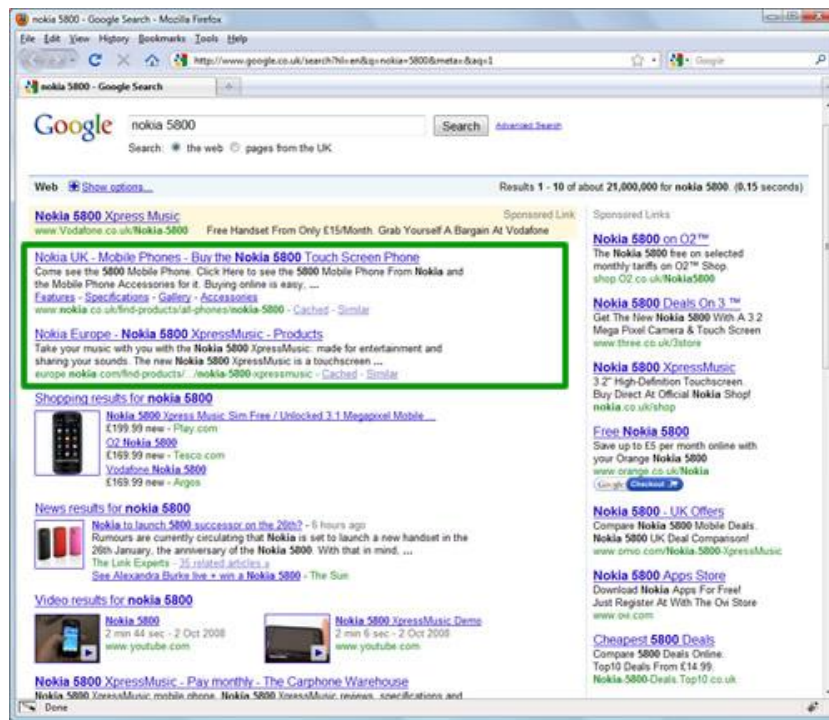 nokia 5800 - Google Search - Mozilla Firefox
File Edit View History Bookmarks Tools Help
http://www.google.co.uk/search?hl=en&q=nokia+5800&meta=&aq=1
Google
nokia 5800 - Google Search
Google
nokia 5800
Search
Advanced Search
Search: the web pages from the UK
Web Show options...
Results 1 - 10 of about 21,000,000 for nokia 5800. (0.15 seconds)
Nokia 5800 Xpress Music
Sponsored Link
www.Vodafone.co.uk/Nokia-5800 Free Handset From Only £15/Month. Grab Yourself A Bargain At Vodafone
Nokia UK - Mobile Phones - Buy the Nokia 5800 Touch Screen Phone
Come see the 5800 Mobile Phone. Click Here to see the 5800 Mobile Phone From Nokia and
the Mobile Phone Accessories for it. Buying online is easy, ...
Features - Specifications - Gallery - Accessories
www.nokia.co.uk/find-products/all-phones/nokia-5800 - Cached - Similar
Nokia Europe - Nokia 5800 XpressMusic - Products
Take your music with you with the Nokia 5800 XpressMusic: made for entertainment and
sharing your sounds. The new Nokia 5800 XpressMusic is a touchscreen ...
europe.nokia.com/find-products/.../nokia-5800-xpressmusic - Cached - Similar
Shopping results for nokia 5800
Nokia 5800 Xpress Music Sim Free / Unlocked 3.1 Megapixel Mobile ...
£199.99 new - Play.com
O2 Nokia 5800
£169.99 new - Tesco.com
Vodafone Nokia 5800
£169.99 new - Argos
News results for nokia 5800
Nokia to launch 5800 successor on the 26th? - 6 hours ago
Rumours are currently circulating that Nokia is set to launch a new handset in the
26th January, the anniversary of the Nokia 5800. With that in mind, ...
The Link Experts - 35 related articles »
See Alexandra Burke live + win a Nokia 5800 - The Sun
Video results for nokia 5800
Nokia 5800
2 min 44 sec - 2 Oct 2008
www.youtube.com
Nokia 5800 XpressMusic Demo
2 min 6 sec - 2 Oct 2008
www.youtube.com
Nokia 5800 XpressMusic - Pay monthly - The Carphone Warehouse
Nokia 5800 XpressMusic mobile phone. Nokia 5800 XpressMusic reviews, specifications and
Sponsored Links
Nokia 5800 on O2™
The Nokia 5800 free on selected
monthly tariffs on O2™ Shop.
shop.O2.co.uk/Nokia5800
Nokia 5800 Deals On 3 ™
Get The New Nokia 5800 With A 3.2
Mega Pixel Camera & Touch Screen
www.three.co.uk/3store
Nokia 5800 XpressMusic
3.2" High-Definition Touchscreen.
Buy Direct At Official Nokia Shop!
nokia.co.uk/shop
Free Nokia 5800
Save up to £5 per month online with
your Orange Nokia 5800
www.orange.co.uk/Nokia
Google Checkout
Nokia 5800 - UK Offers
Compare Nokia 5800 Mobile Deals.
Nokia 5800 UK Deal Comparison!
www.omio.com/Nokia-5800-XpressMusic
Nokia 5800 Apps Store
Download Nokia Apps For Free!
Just Register At With The Ovi Store
www.ovi.com
Cheapest 5800 Deals
Compare 5800 Deals Online.
Top10 Deals From £14.99.
Nokia-5800-Deals.Top10.co.uk
Done